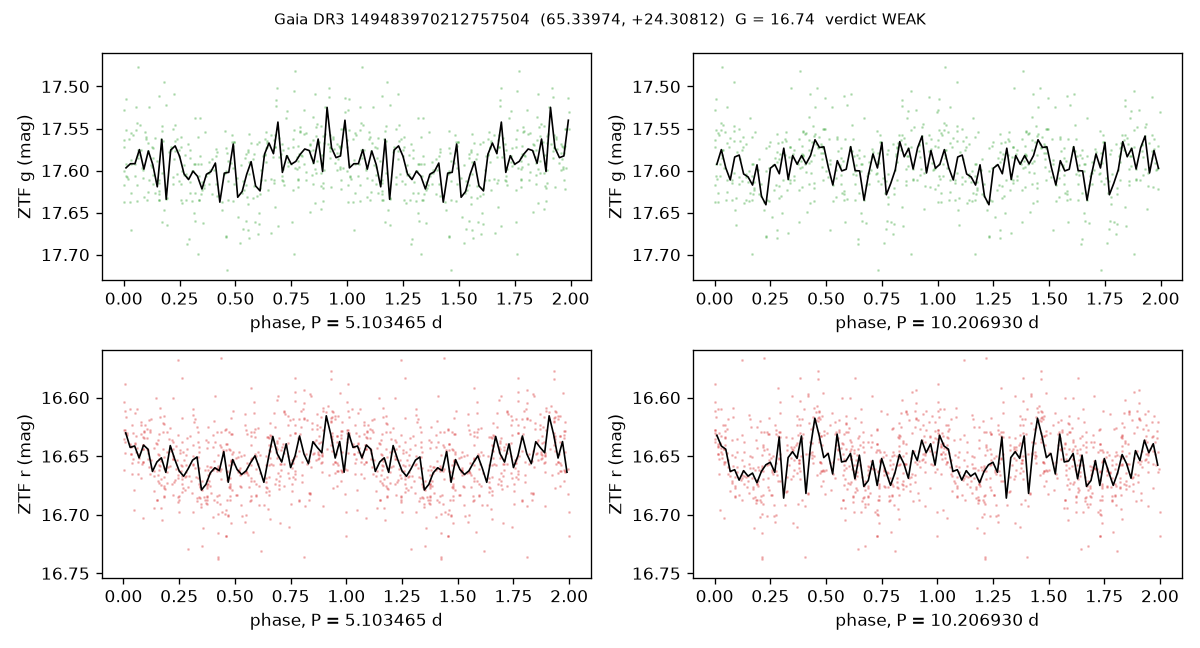 Gaia DR3 149483970212757504  (65.33974, +24.30812)  G = 16.74  verdict WEAK
ZTF g (mag)
17.50
17.55
17.60
17.65
17.70
0.00 0.25 0.50 0.75 1.00 1.25 1.50 1.75 2.00
phase, P = 5.103465 d
ZTF g (mag)
17.50
17.55
17.60
17.65
17.70
0.00 0.25 0.50 0.75 1.00 1.25 1.50 1.75 2.00
phase, P = 10.206930 d
ZTF r (mag)
16.60
16.65
16.70
16.75
0.00 0.25 0.50 0.75 1.00 1.25 1.50 1.75 2.00
phase, P = 5.103465 d
ZTF r (mag)
16.60
16.65
16.70
16.75
0.00 0.25 0.50 0.75 1.00 1.25 1.50 1.75 2.00
phase, P = 10.206930 d